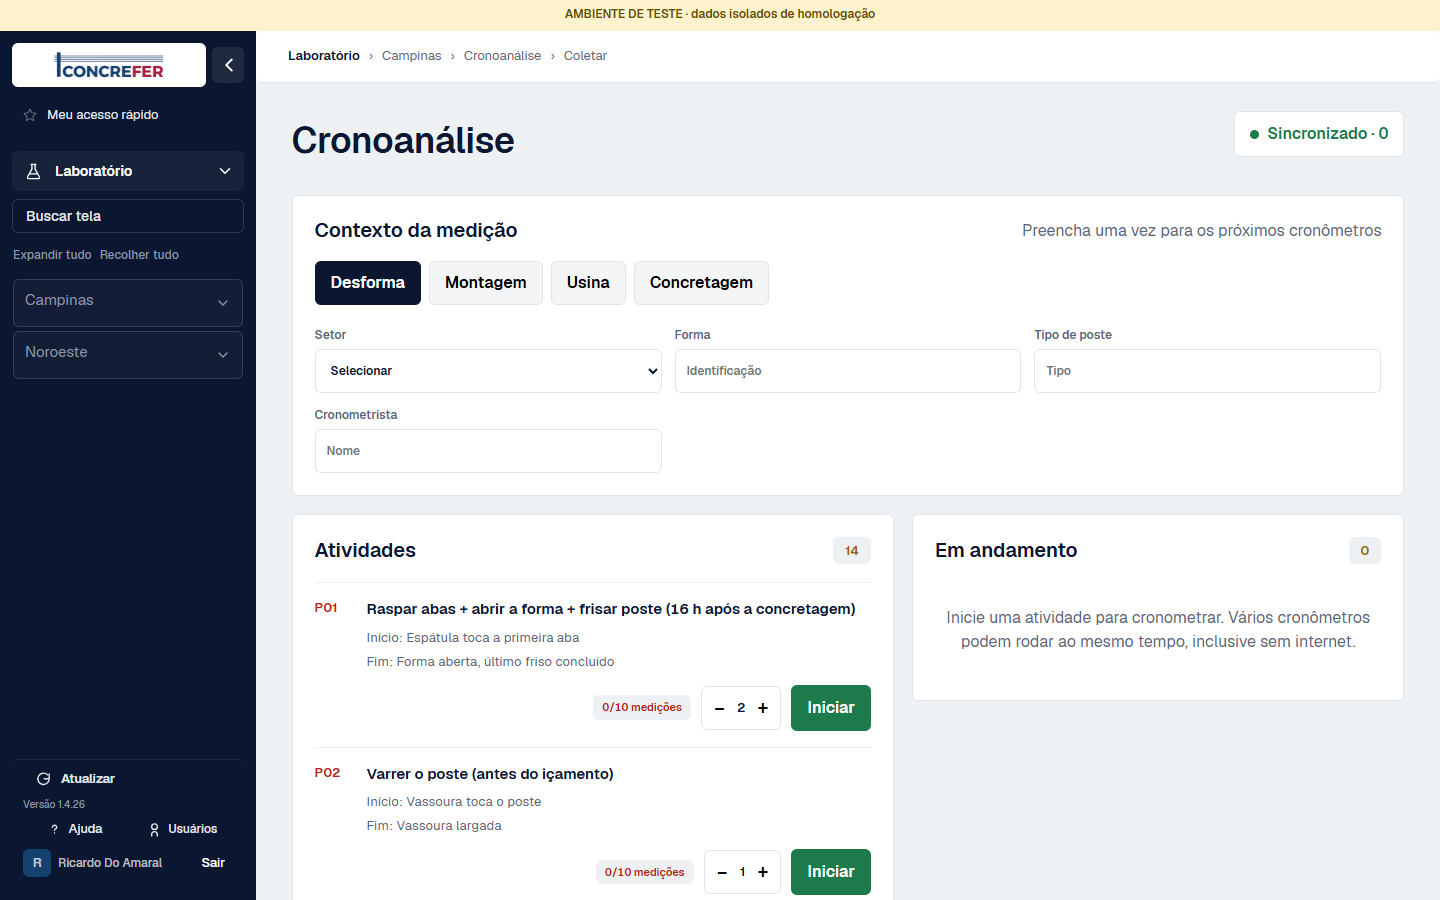 AMBIENTE DE TESTE · dados isolados de homologação
CONCREFER
Meu acesso rápido
Laboratório
Buscar tela
Expandir tudo Recolher tudo
Campinas
Noroeste
Atualizar
Versão 1.4.26
? Ajuda
Usuários
R Ricardo Do Amaral Sair
Laboratório › Campinas › Cronoanálise › Coletar
Cronoanálise
Sincronizado · 0
Contexto da medição
Preencha uma vez para os próximos cronômetros
Desforma Montagem Usina Concretagem
Setor Forma Tipo de poste
Selecionar Identificação Tipo
Cronometrista
Nome
Atividades 14
P01 Raspar abas + abrir a forma + frisar poste (16 h após a concretagem)
Início: Espátula toca a primeira aba
Fim: Forma aberta, último friso concluído
0/10 medições − 2 + Iniciar
P02 Varrer o poste (antes do içamento)
Início: Vassoura toca o poste
Fim: Vassoura largada
0/10 medições − 1 + Iniciar
Em andamento 0
Inicie uma atividade para cronometrar. Vários cronômetros
podem rodar ao mesmo tempo, inclusive sem internet.